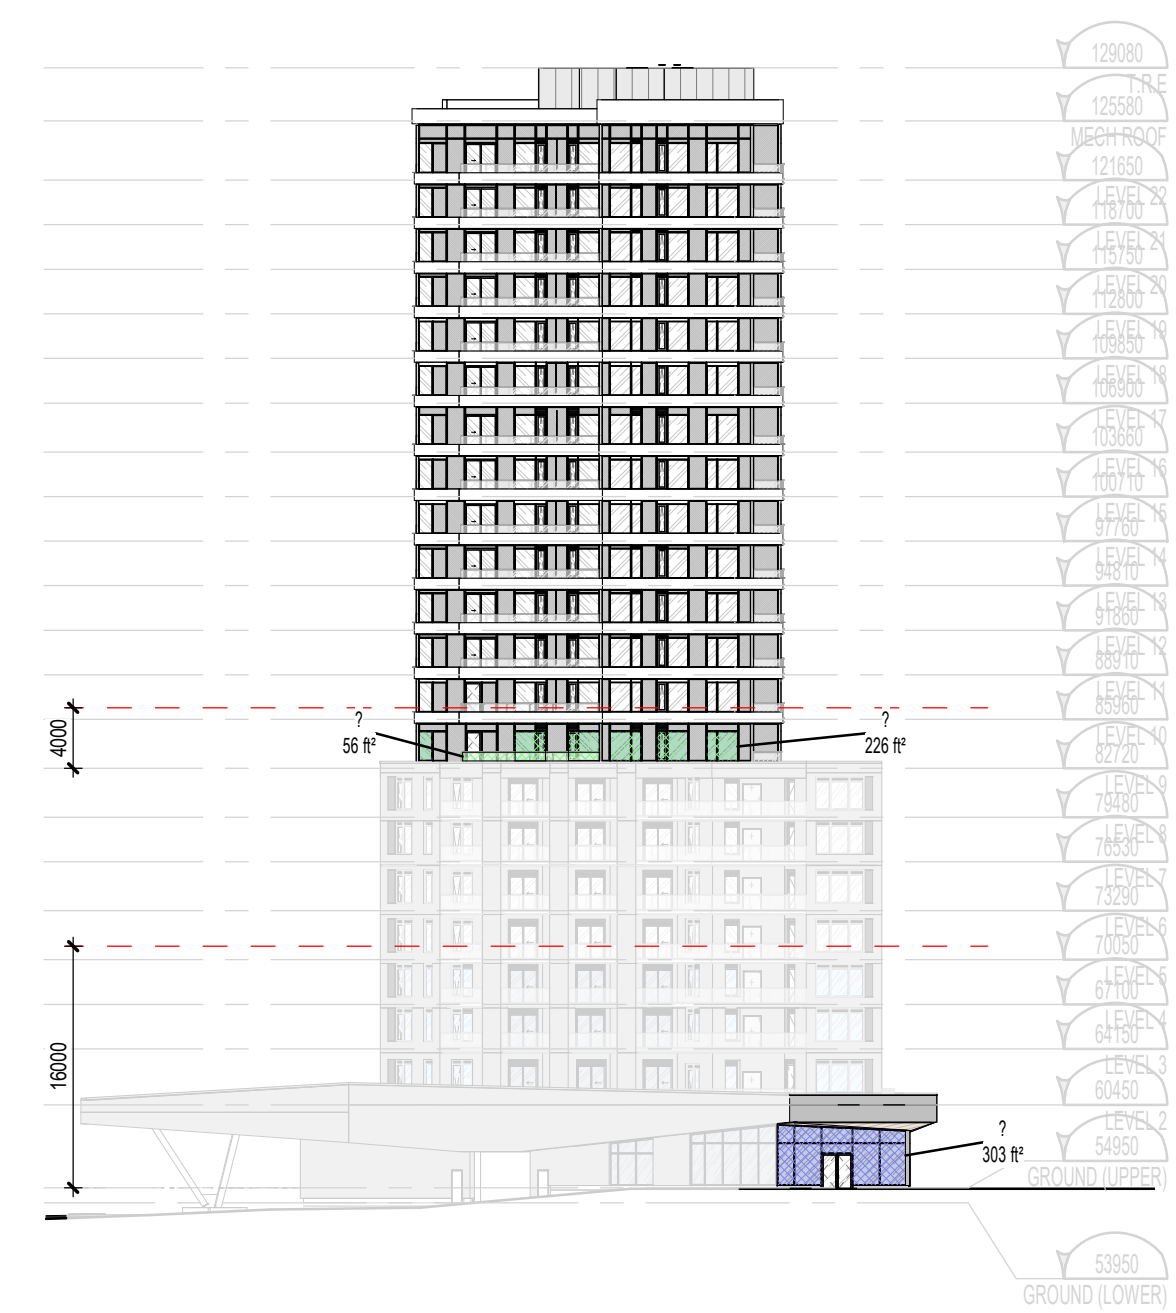 129080
T.R.E
125580
MECH ROOF
121650
LEVEL 22
118700
LEVEL 21
115750
LEVEL 20
112800
LEVEL 19
109850
LEVEL 18
106900
LEVEL 17
103660
LEVEL 16
100710
LEVEL 15
97760
LEVEL 14
94810
LEVEL 13
91860
LEVEL 12
88910
LEVEL 11
85960
LEVEL 10
82720
LEVEL 9
79480
LEVEL 8
76530
LEVEL 7
73290
LEVEL 6
70050
LEVEL 5
67100
LEVEL 4
64150
LEVEL 3
60450
LEVEL 2
54950
GROUND (UPPER)
53950
GROUND (LOWER)
4000
?
56 ft²
?
226 ft²
16000
?
303 ft²